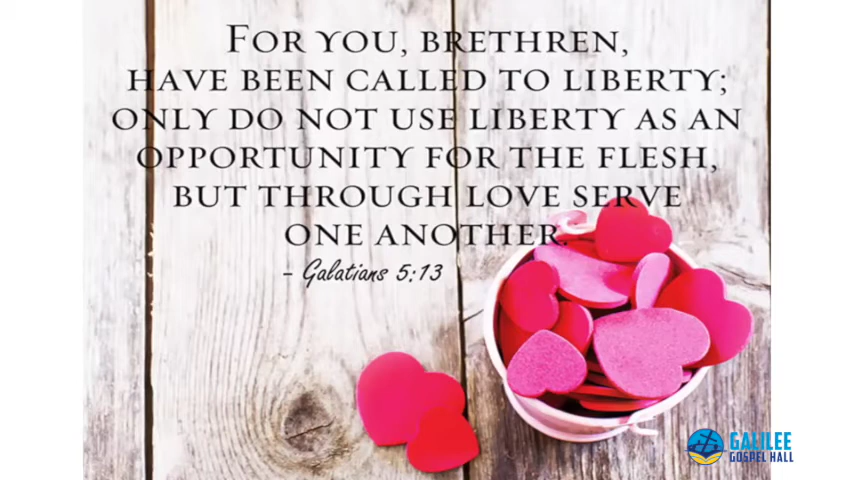 FOR YOU, BRETHREN,
HAVE BEEN CALLED TO LIBERTY;
ONLY DO NOT USE LIBERTY AS AN
OPPORTUNITY FOR THE FLESH,
BUT THROUGH LOVE SERVE
ONE ANOTHER.
- Galatians 5:13
GALILEE
GOSPEL HALL